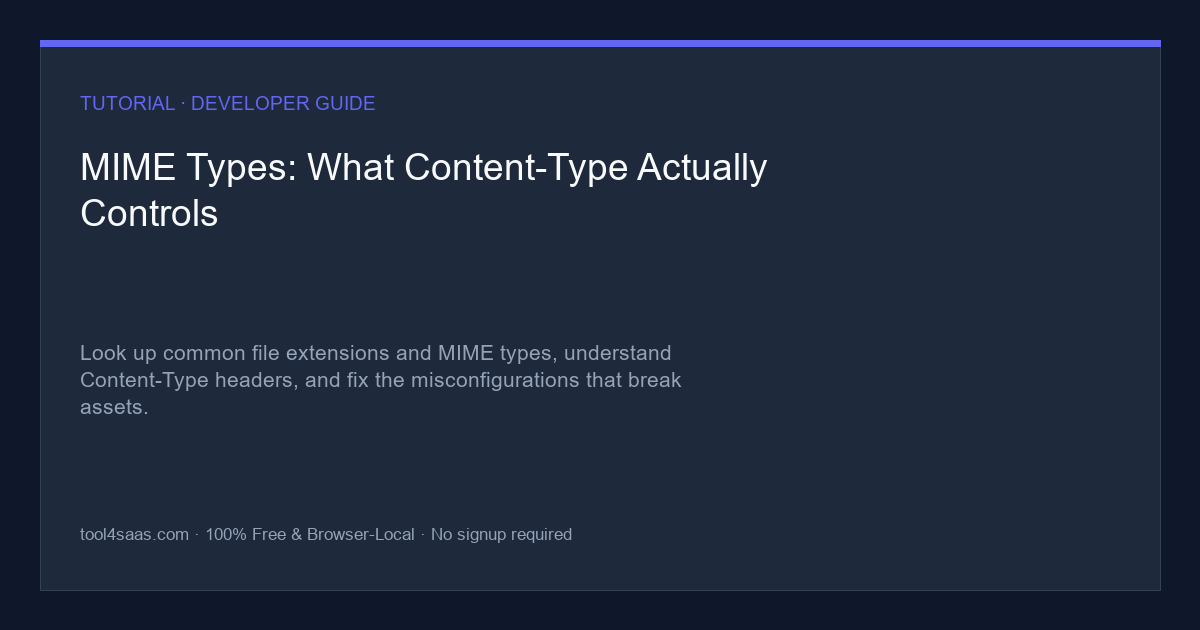 TUTORIAL · DEVELOPER GUIDE
MIME Types: What Content-Type Actually
Controls
Look up common file extensions and MIME types, understand
Content-Type headers, and fix the misconfigurations that break
assets.
tool4saas.com · 100% Free & Browser-Local · No signup required